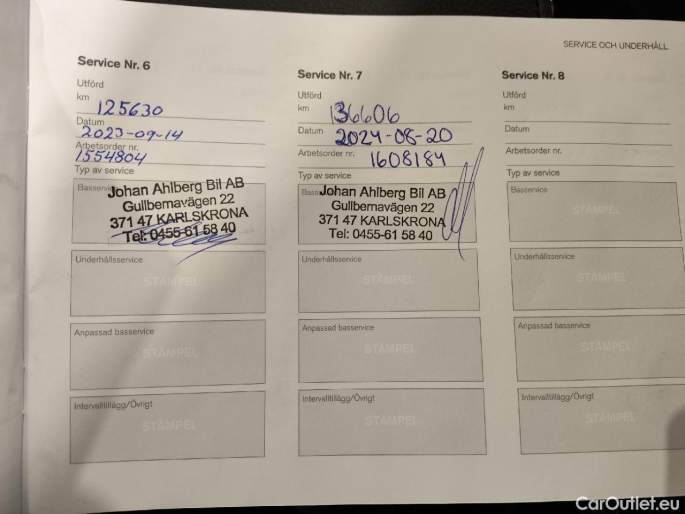 SERVICE OCH UNDERHÅLL
Service Nr. 6
Utförd
km 125630
Datum 2023-09-14
Arbetsorder nr.
1554804
Typ av service
Basservice
Johan Ahlberg Bil AB
Gullbernavägen 22
371 47 KARLSKRONA
Tel: 0455-61 58 40
Underhållsservice
STÄMPEL
Anpassad basservice
STÄMPEL
Intervalltillägg/Övrigt
STÄMPEL
Service Nr. 7
Utförd
km 136606
Datum 2024-08-20
Arbetsorder nr. 1608184
Typ av service
Johan Ahlberg Bil AB
Gullbernavägen 22
371 47 KARLSKRONA
Tel: 0455-61 58 40
Underhållsservice
STÄMPEL
Anpassad basservice
STÄMPEL
Intervalltillägg/Övrigt
STÄMPEL
Service Nr. 8
Utförd
km
Datum
Arbetsorder nr.
Typ av service
Basservice
STÄMPEL
Underhållsservice
STÄMPEL
Anpassad basservice
STÄMPEL
Intervalltillägg/Övrigt
STÄMPEL
CarOutlet.eu